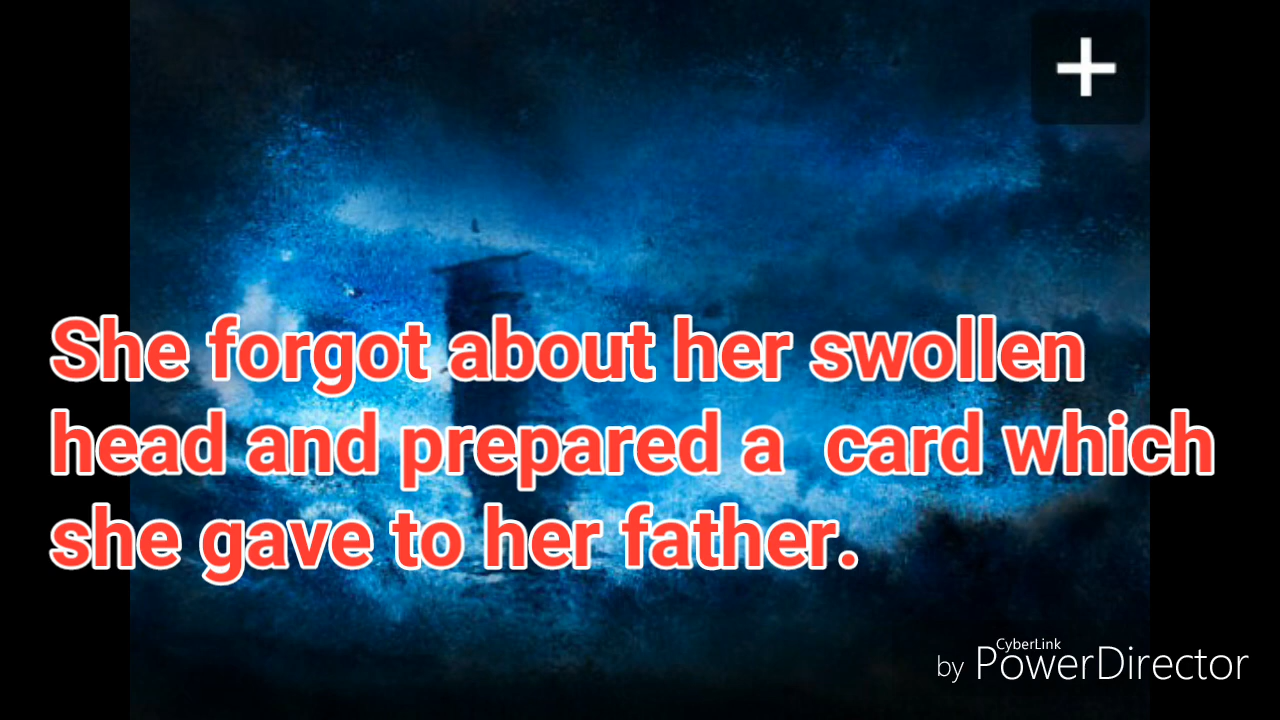 She forgot about her swollen
head and prepared a  card which
she gave to her father.
CyberLink
by PowerDirector